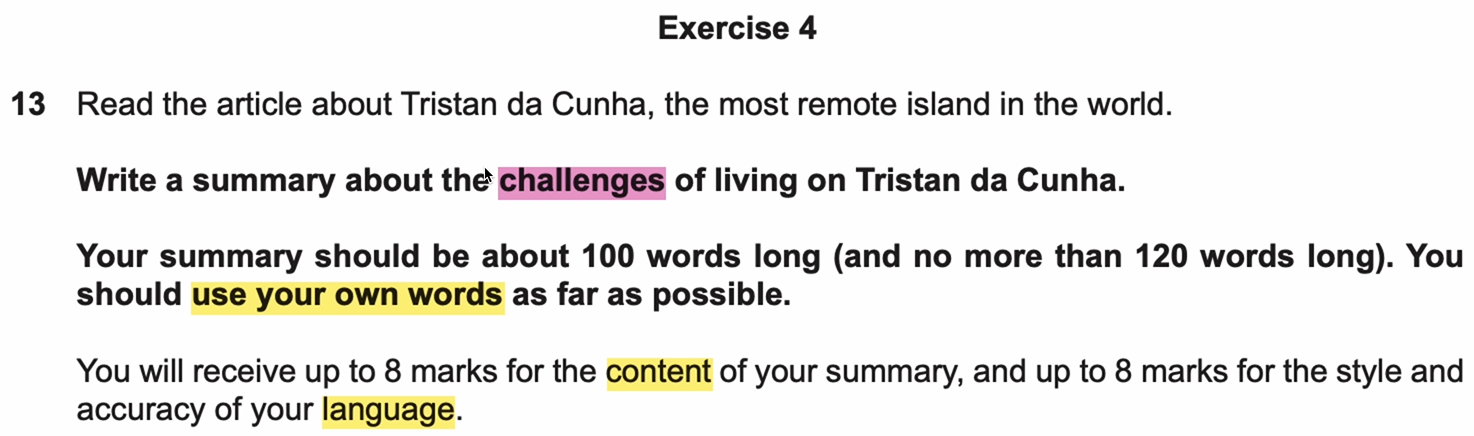 Exercise 4
13 Read the article about Tristan da Cunha, the most remote island in the world.
Write a summary about the challenges of living on Tristan da Cunha.
Your summary should be about 100 words long (and no more than 120 words long). You
should use your own words as far as possible.
You will receive up to 8 marks for the content of your summary, and up to 8 marks for the style and
accuracy of your language.